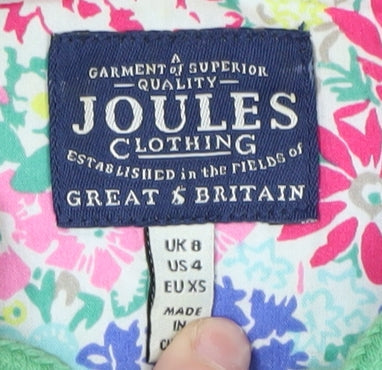 A
GARMENT of SUPERIOR
QUALITY
JOULES
CLOTHING
ESTABLISHED in the FIELDS of
GREAT & BRITAIN
UK 8
US 4
EU XS
MADE
IN